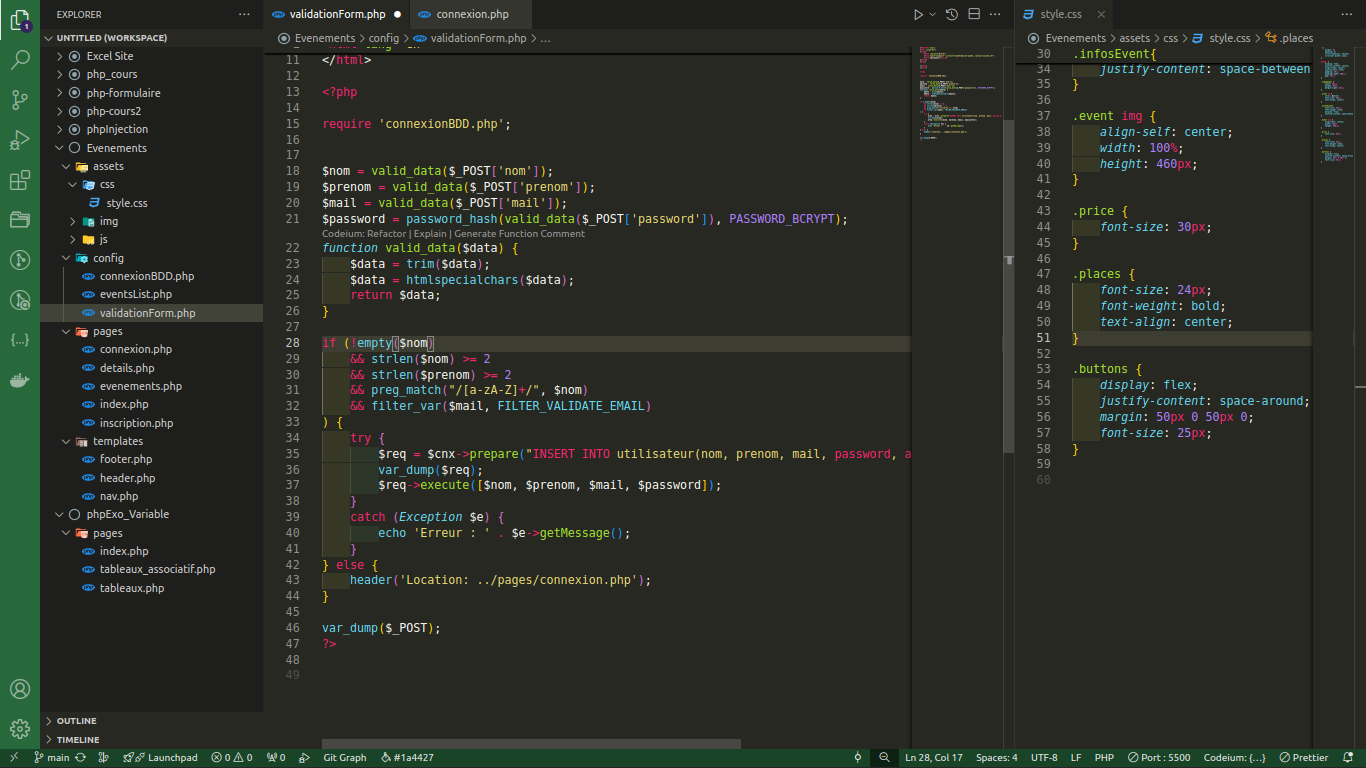 EXPLORER
UNTITLED (WORKSPACE)
Excel Site
php_cours
php-formulaire
php-cours2
phpInjection
Evenements
assets
css
style.css
img
js
config
connexionBDD.php
eventsList.php
validationForm.php
pages
connexion.php
details.php
evenements.php
index.php
inscription.php
templates
footer.php
header.php
nav.php
phpExo_Variable
pages
index.php
tableaux_associatif.php
tableaux.php
OUTLINE
TIMELINE
validationForm.php
connexion.php
Evenements > config > validationForm.php > ...
11 </html>
12
13 <?php
14
15 require 'connexionBDD.php';
16
17
18 $nom = valid_data($_POST['nom']);
19 $prenom = valid_data($_POST['prenom']);
20 $mail = valid_data($_POST['mail']);
21 $password = password_hash(valid_data($_POST['password']), PASSWORD_BCRYPT);
Codeium: Refactor | Explain | Generate Function Comment
22 function valid_data($data) {
23 $data = trim($data);
24 $data = htmlspecialchars($data);
25 return $data;
26 }
27
28 if (!empty($nom)
29 && strlen($nom) >= 2
30 && strlen($prenom) >= 2
31 && preg_match("/[a-zA-Z]+/", $nom)
32 && filter_var($mail, FILTER_VALIDATE_EMAIL)
33 ) {
34 try {
35 $req = $cnx->prepare("INSERT INTO utilisateur(nom, prenom, mail, password, a
36 var_dump($req);
37 $req->execute([$nom, $prenom, $mail, $password]);
38 }
39 catch (Exception $e) {
40 echo 'Erreur : ' . $e->getMessage();
41 }
42 } else {
43 header('Location: ../pages/connexion.php');
44 }
45
46 var_dump($_POST);
47 ?>
48
49
style.css
Evenements > assets > css > style.css > .places
30 .infosEvent{
34 justify-content: space-between
35 }
36
37 .event img {
38 align-self: center;
39 width: 100%;
40 height: 460px;
41 }
42
43 .price {
44 font-size: 30px;
45 }
46
47 .places {
48 font-size: 24px;
49 font-weight: bold;
50 text-align: center;
51 }
52
53 .buttons {
54 display: flex;
55 justify-content: space-around;
56 margin: 50px 0 50px 0;
57 font-size: 25px;
58 }
59
60
main
Launchpad
0 0
0
Git Graph
#1a4427
Ln 28, Col 17
Spaces: 4
UTF-8
LF
PHP
Port : 5500
Codeium: {...}
Prettier